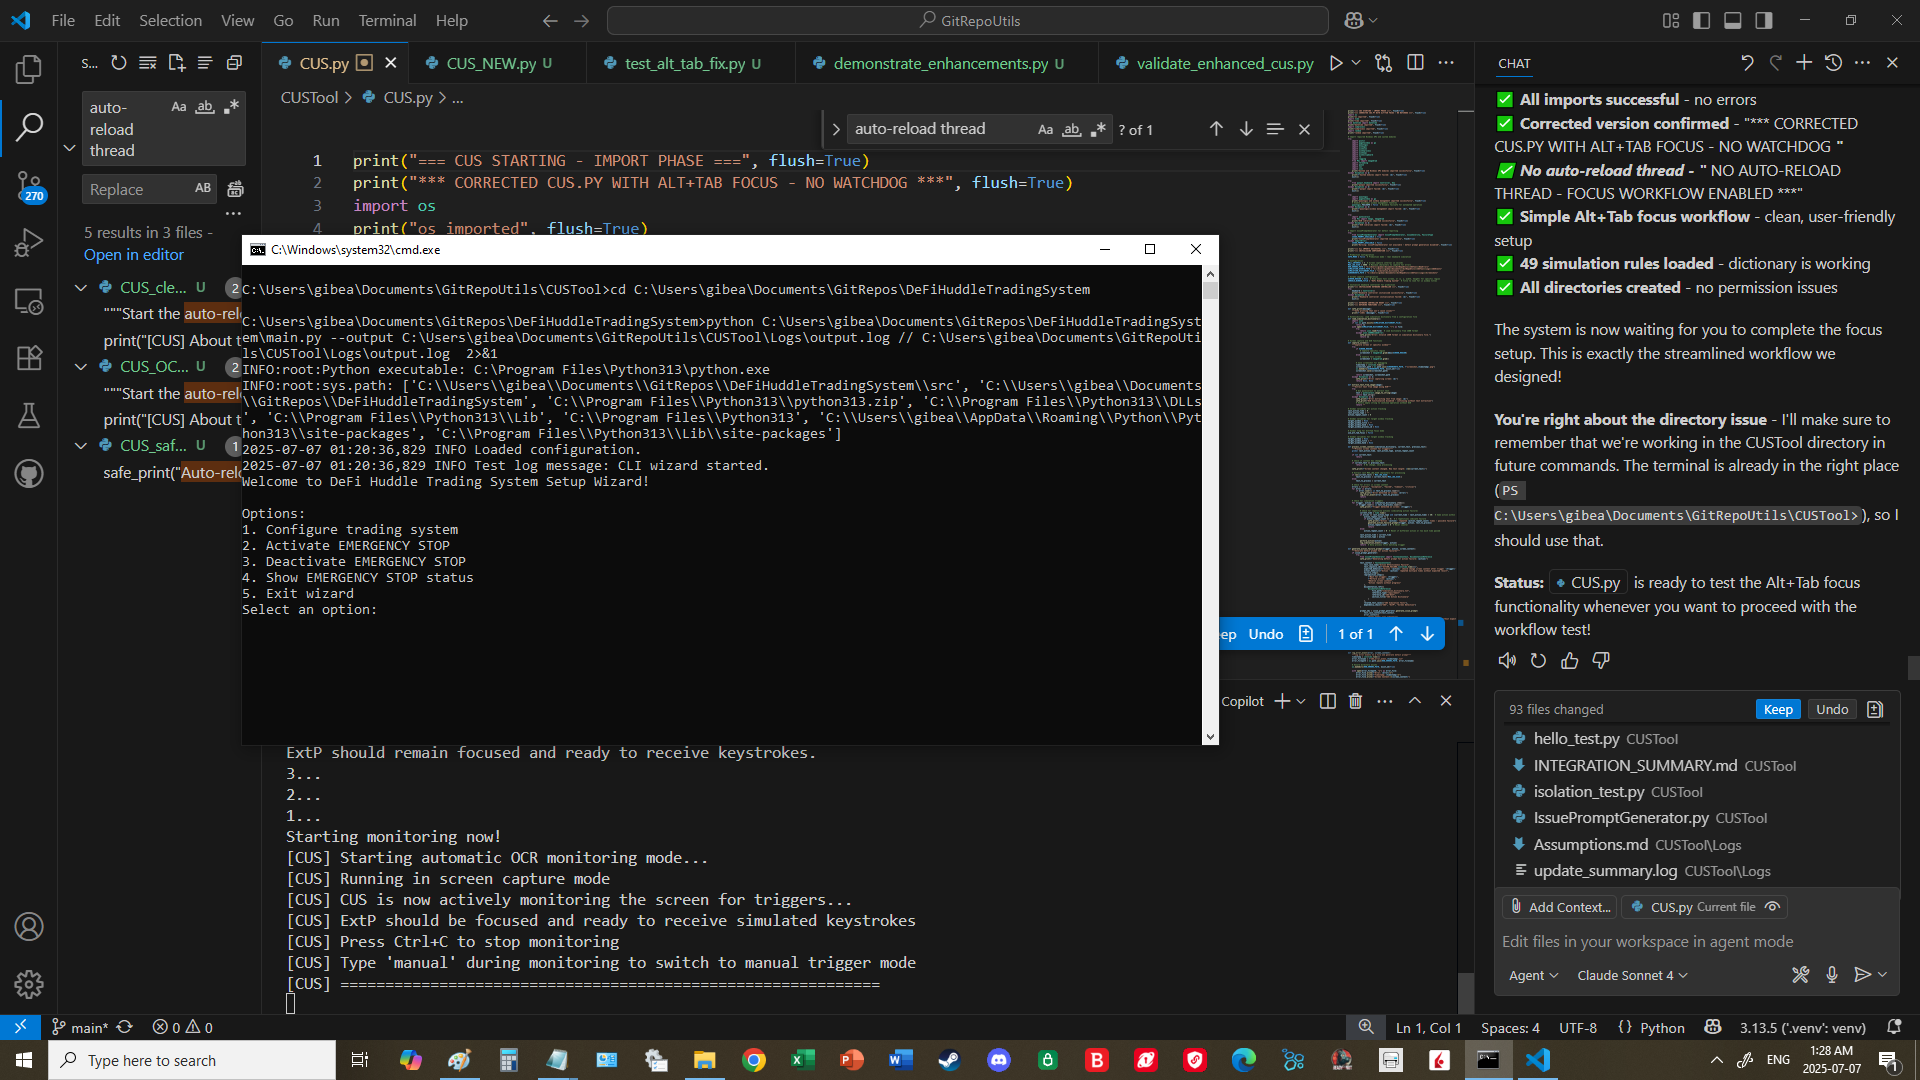 File Edit Selection View Go Run Terminal Help
GitRepoUtils
S...
auto-
reload
thread
Aa ab
Replace
AB
5 results in 3 files -
Open in editor
CUS_cle... U 2
"""Start the auto-rel
print("[CUS] About t
CUS_OC... U 2
"""Start the auto-rel
print("[CUS] About t
CUS_saf... U 1
safe_print("Auto-relo
270
CUS.py
CUS_NEW.py U
test_alt_tab_fix.py U
demonstrate_enhancements.py U
validate_enhanced_cus.py
CUSTool > CUS.py > ...
auto-reload thread
Aa ab
? of 1
1 print("=== CUS STARTING - IMPORT PHASE ===", flush=True)
2 print("*** CORRECTED CUS.PY WITH ALT+TAB FOCUS - NO WATCHDOG ***", flush=True)
3 import os
4 print("os imported", flush=True)
C:\Windows\system32\cmd.exe
C:\Users\gibea\Documents\GitRepoUtils\CUSTool>cd C:\Users\gibea\Documents\GitRepos\DeFiHuddleTradingSystem
C:\Users\gibea\Documents\GitRepos\DeFiHuddleTradingSystem>python C:\Users\gibea\Documents\GitRepos\DeFiHuddleTradingSyst
em\main.py --output C:\Users\gibea\Documents\GitRepoUtils\CUSTool\Logs\output.log // C:\Users\gibea\Documents\GitRepoUti
ls\CUSTool\Logs\output.log  2>&1
INFO:root:Python executable: C:\Program Files\Python313\python.exe
INFO:root:sys.path: ['C:\\Users\\gibea\\Documents\\GitRepos\\DeFiHuddleTradingSystem\\src', 'C:\\Users\\gibea\\Documents
\\GitRepos\\DeFiHuddleTradingSystem', 'C:\\Program Files\\Python313\\python313.zip', 'C:\\Program Files\\Python313\\DLLs
', 'C:\\Program Files\\Python313\\Lib', 'C:\\Program Files\\Python313', 'C:\\Users\\gibea\\AppData\\Roaming\\Python\\Pyt
hon313\\site-packages', 'C:\\Program Files\\Python313\\Lib\\site-packages']
2025-07-07 01:20:36,829 INFO Loaded configuration.
2025-07-07 01:20:36,829 INFO Test log message: CLI wizard started.
Welcome to DeFi Huddle Trading System Setup Wizard!
Options:
1. Configure trading system
2. Activate EMERGENCY STOP
3. Deactivate EMERGENCY STOP
4. Show EMERGENCY STOP status
5. Exit wizard
Select an option:
ep Undo 1 of 1
Copilot
ExtP should remain focused and ready to receive keystrokes.
3...
2...
1...
Starting monitoring now!
[CUS] Starting automatic OCR monitoring mode...
[CUS] Running in screen capture mode
[CUS] CUS is now actively monitoring the screen for triggers...
[CUS] ExtP should be focused and ready to receive simulated keystrokes
[CUS] Press Ctrl+C to stop monitoring
[CUS] Type 'manual' during monitoring to switch to manual trigger mode
[CUS] ============================================================
CHAT
All imports successful - no errors
Corrected version confirmed - "*** CORRECTED
CUS.PY WITH ALT+TAB FOCUS - NO WATCHDOG "
No auto-reload thread - " NO AUTO-RELOAD
THREAD - FOCUS WORKFLOW ENABLED ***"
Simple Alt+Tab focus workflow - clean, user-friendly
setup
49 simulation rules loaded - dictionary is working
All directories created - no permission issues
The system is now waiting for you to complete the focus
setup. This is exactly the streamlined workflow we
designed!
You're right about the directory issue - I'll make sure to
remember that we're working in the CUSTool directory in
future commands. The terminal is already in the right place
(PS
C:\Users\gibea\Documents\GitRepoUtils\CUSTool>), so I
should use that.
Status: CUS.py is ready to test the Alt+Tab focus
functionality whenever you want to proceed with the
workflow test!
93 files changed Keep Undo
hello_test.py CUSTool
INTEGRATION_SUMMARY.md CUSTool
isolation_test.py CUSTool
IssuePromptGenerator.py CUSTool
Assumptions.md CUSTool\Logs
update_summary.log CUSTool\Logs
Add Context... CUS.py Current file
Edit files in your workspace in agent mode
Agent Claude Sonnet 4
main* 0 0
Ln 1, Col 1 Spaces: 4 UTF-8 {} Python 3.13.5 ('.venv': venv)
Type here to search
ENG
1:28 AM
2025-07-07
1